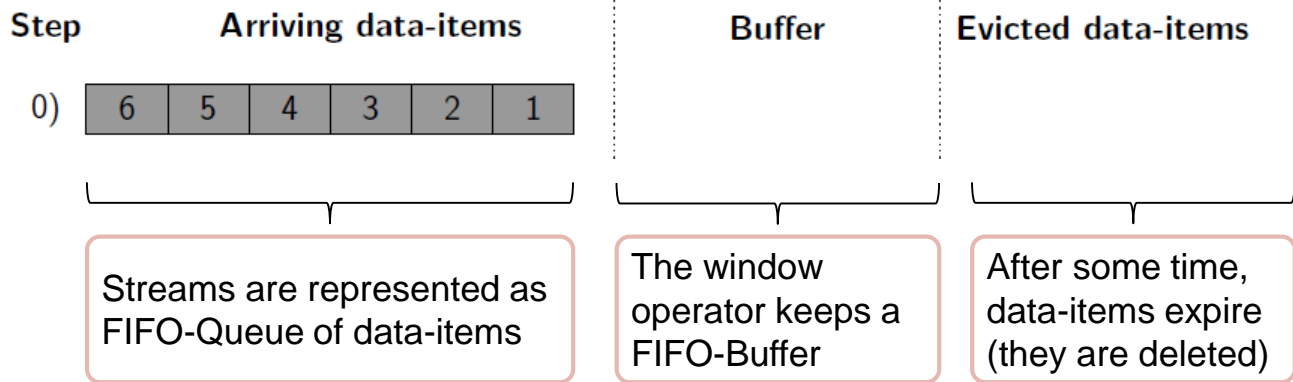 Step Arriving data-items Buffer Evicted data-items
0) 6 5 4 3 2 1
Streams are represented as
FIFO-Queue of data-items
The window
operator keeps a
FIFO-Buffer
After some time,
data-items expire
(they are deleted)